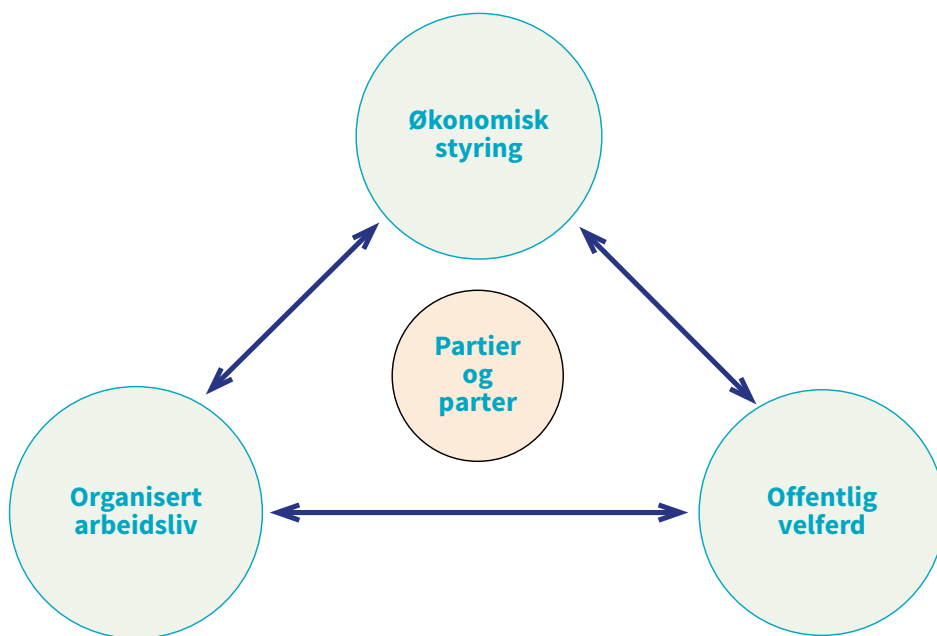 Økonomisk
styring
Partier
og
parter
Organisert
arbeidsliv
Offentlig
velferd